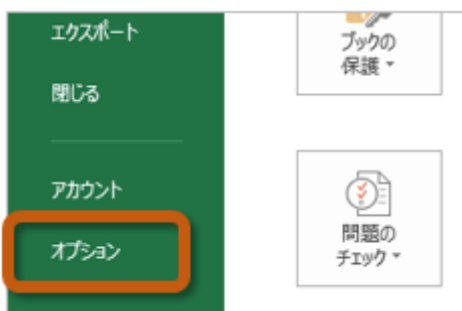 エクスポート
閉じる
アカウント
オプション
ブックの
保護
問題の
チェック